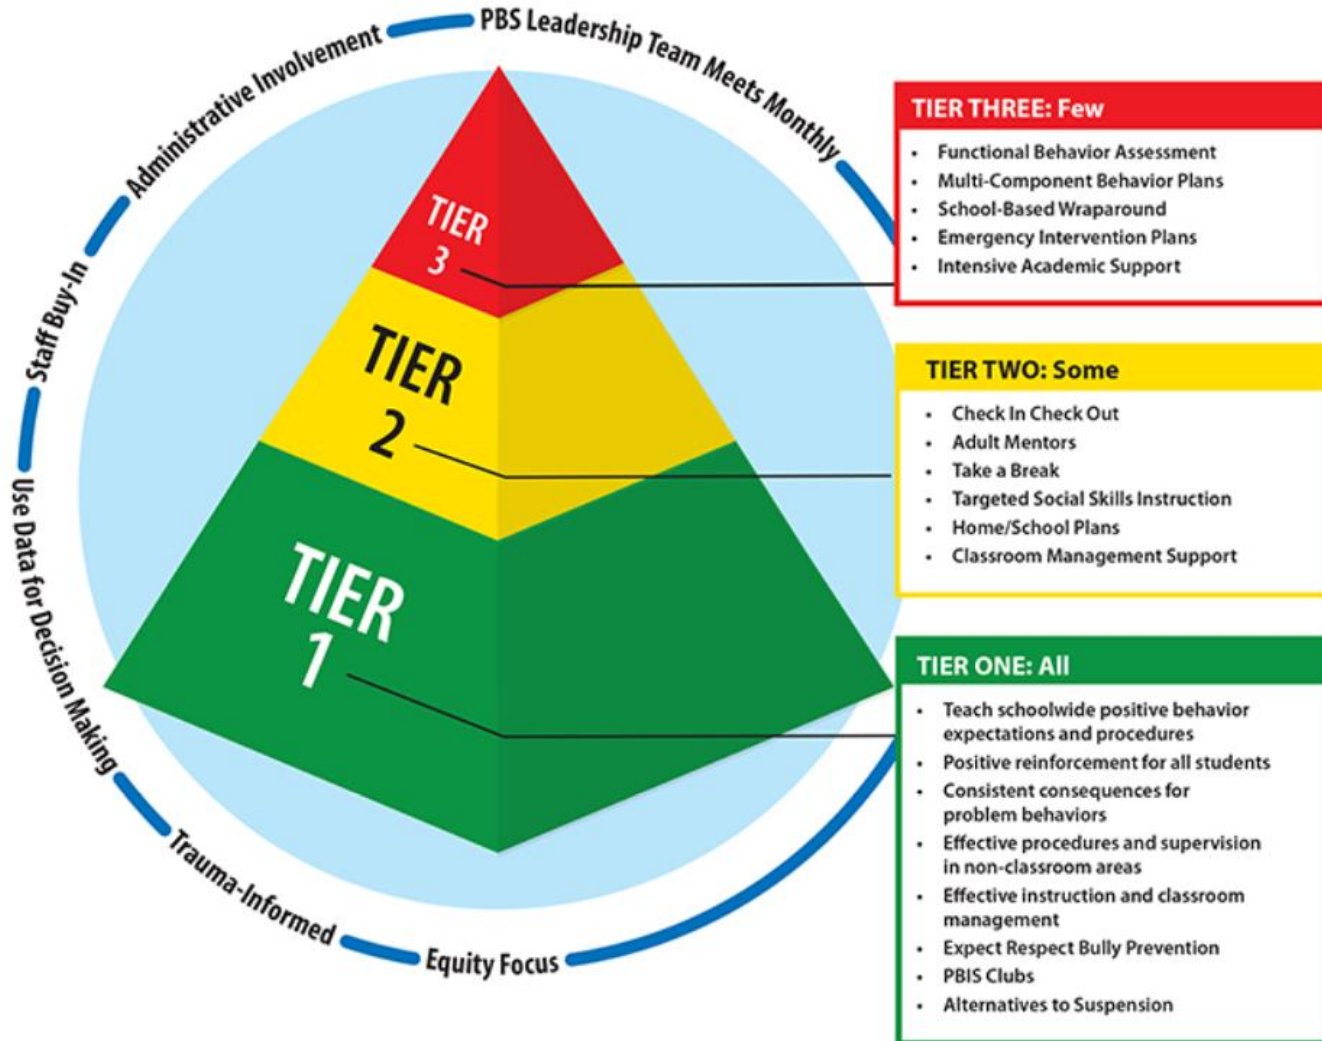 PBS Leadership Team Meets Monthly
Administrative Involvement
Staff Buy-In
Use Data for Decision Making
Trauma-Informed
Equity Focus
TIER
3
TIER
2
TIER
1
TIER THREE: Few
• Functional Behavior Assessment
• Multi-Component Behavior Plans
• School-Based Wraparound
• Emergency Intervention Plans
• Intensive Academic Support
TIER TWO: Some
• Check In Check Out
• Adult Mentors
• Take a Break
• Targeted Social Skills Instruction
• Home/School Plans
• Classroom Management Support
TIER ONE: All
• Teach schoolwide positive behavior
expectations and procedures
• Positive reinforcement for all students
• Consistent consequences for
problem behaviors
• Effective procedures and supervision
in non-classroom areas
• Effective instruction and classroom
management
• Expect Respect Bully Prevention
• PBIS Clubs
• Alternatives to Suspension